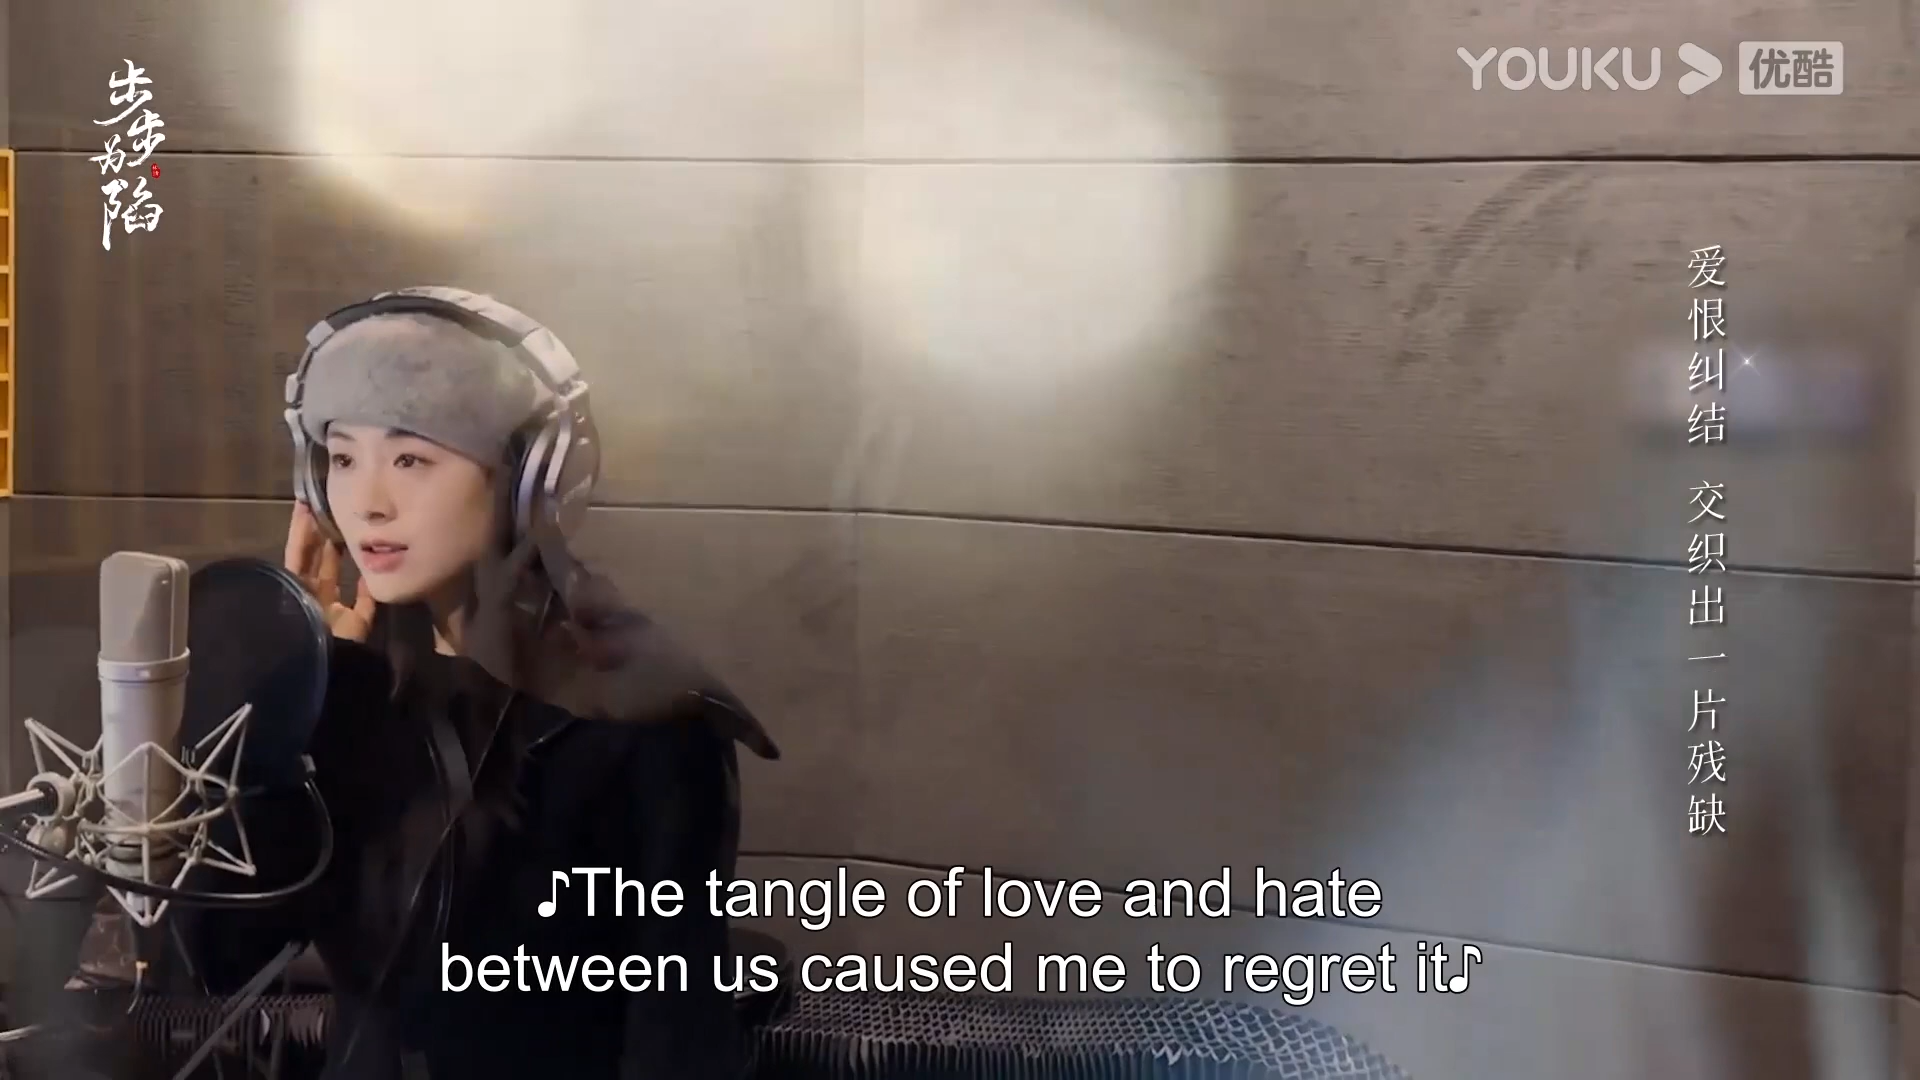 步步为陷
YOUKU 优酷
爱恨纠结 交织出一片残缺
♪The tangle of love and hate
between us caused me to regret it♪